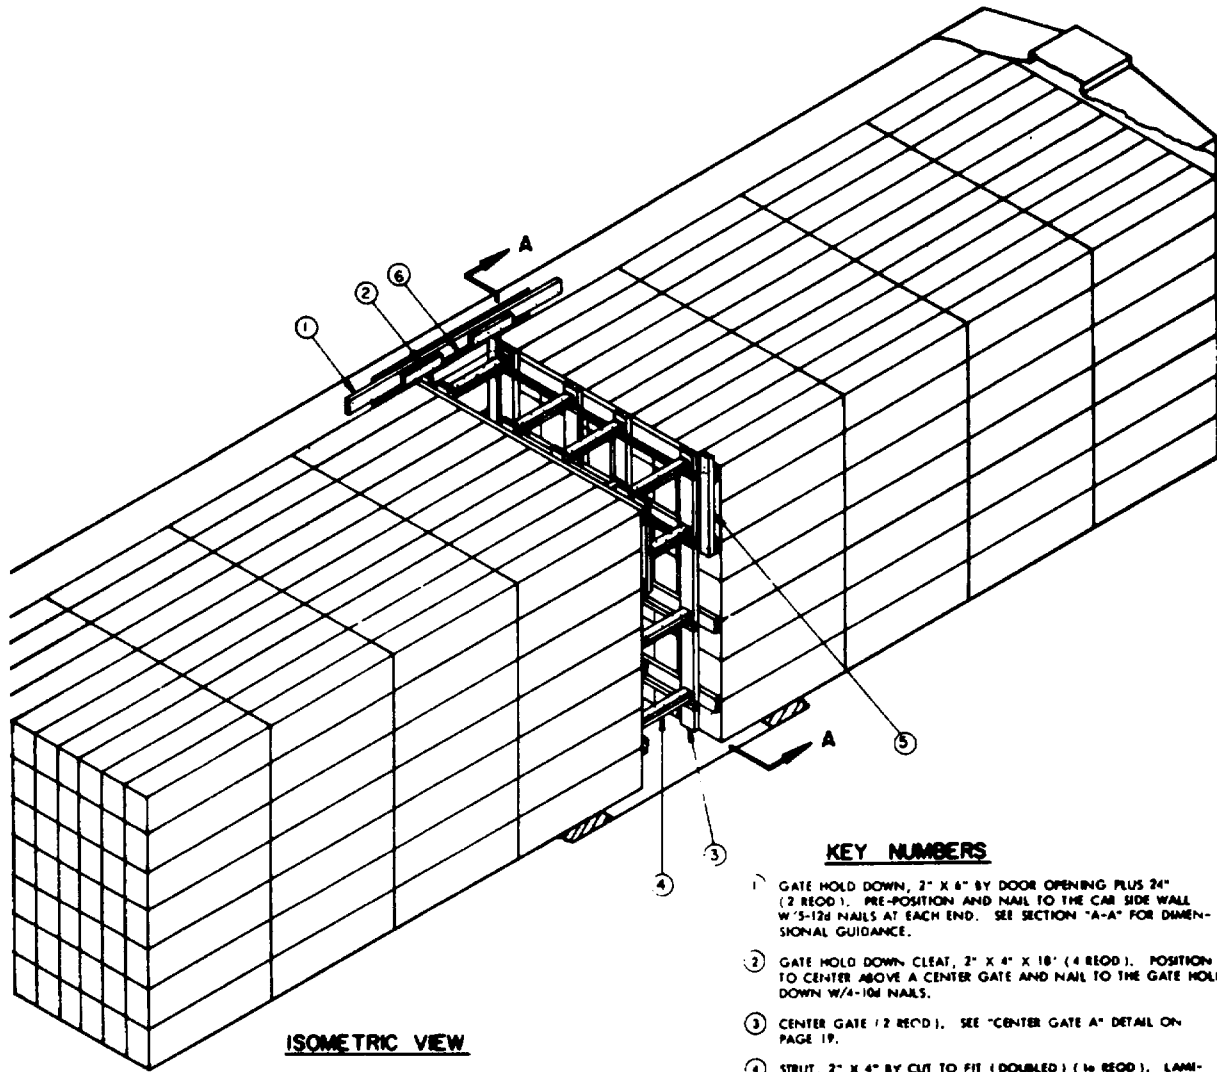 A
6
2
1
A
5
3
4
ISOMETRIC VIEW
KEY NUMBERS
1 GATE HOLD DOWN, 2" X 6" BY DOOR OPENING PLUS 24"
(2 REQD). PRE-POSITION AND NAIL TO THE CAR SIDE WALL
W/5-12d NAILS AT EACH END. SEE SECTION "A-A" FOR DIMEN-
SIONAL GUIDANCE.
2 GATE HOLD DOWN CLEAT, 2" X 4" X 18" (4 REQD). POSITION
TO CENTER ABOVE A CENTER GATE AND NAIL TO THE GATE HOL
DOWN W/4-10d NAILS.
3 CENTER GATE (2 REQD). SEE "CENTER GATE A" DETAIL ON
PAGE 19.
4 STRUT, 2" X 4" BY CUT TO FIT (DOUBLED) ( REQD). LAMI-